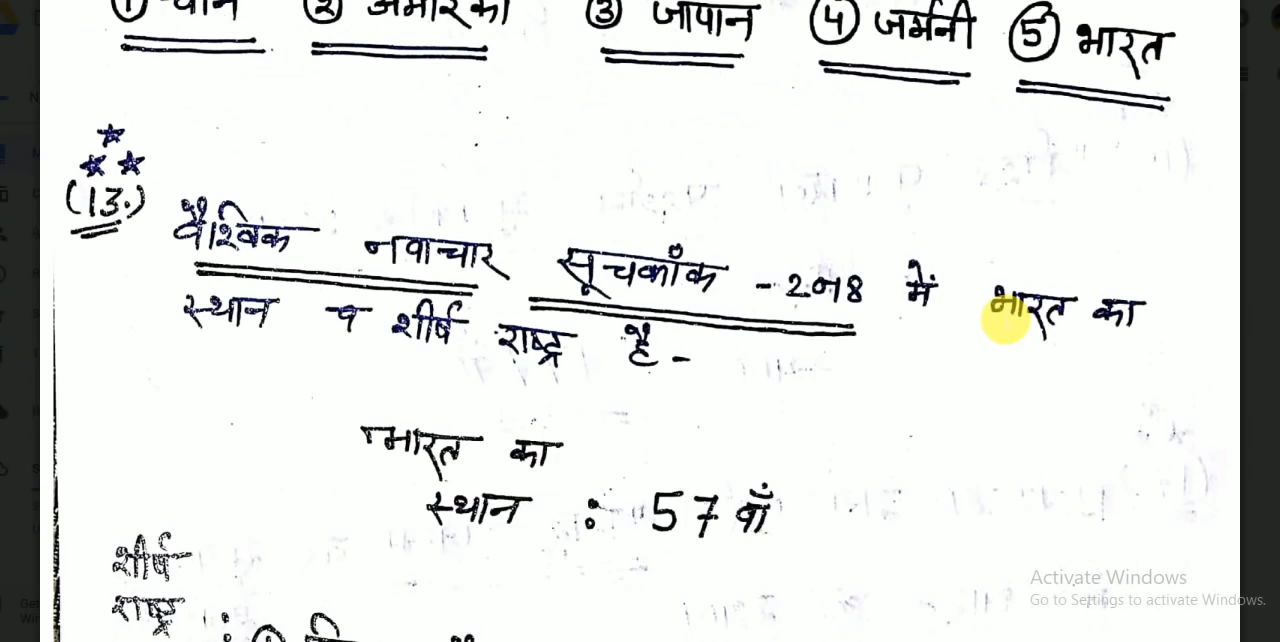 ① चीन ② अमेरिका ③ जापान ④ जर्मनी ⑤ भारत
(13.) वैश्विक नवाचार सूचकाँक - 2018 में भारत का
स्थान व शीर्ष राष्ट्र है -
भारत का
स्थान : 57 वाँ
शीर्ष
राष्ट्र
Activate Windows
Go to Settings to activate Windows.